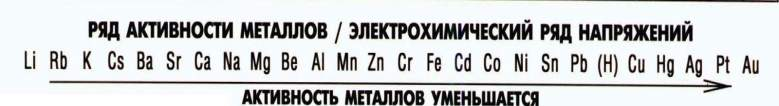 РЯД АКТИВНОСТИ МЕТАЛЛОВ / ЭЛЕКТРОХИМИЧЕСКИЙ РЯД НАПРЯЖЕНИЙ
Li Rb K Cs Ba Sr Ca Na Mg Be Al Mn Zn Cr Fe Cd Co Ni Sn Pb (H) Cu Hg Ag Pt Au
АКТИВНОСТЬ МЕТАЛЛОВ УМЕНЬШАЕТСЯ